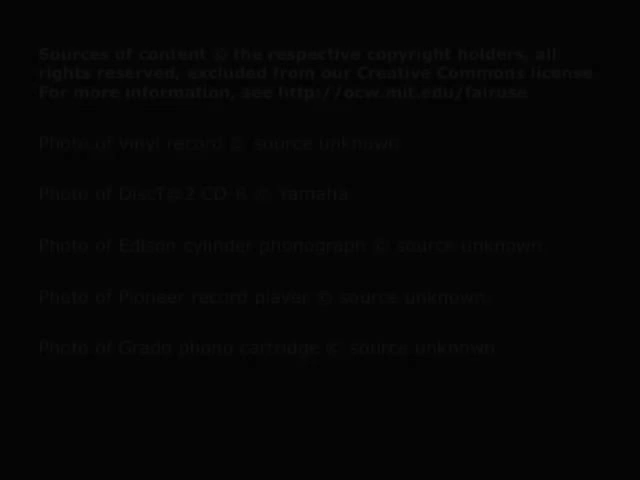 Sources of content © the respective copyright holders, all
rights reserved, excluded from our Creative Commons license.
For more information, see http://ocw.mit.edu/fairuse.
Photo of vinyl record © source unknown.
Photo of DiscT@2 CD-R © Yamaha.
Photo of Edison cylinder phonograph © source unknown.
Photo of Pioneer record player © source unknown.
Photo of Grado phono cartridge © source unknown.